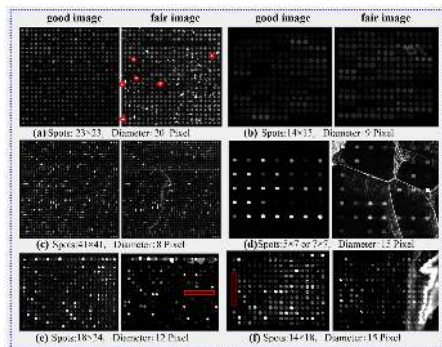 good image fair image good image fair image
(a) Spots: 23×23, Diameter: 20 Pixel (b) Spots:14×15, Diameter: 9 Pixel
(c) Spots:41×41, Diameter:8 Pixel (d)Spots:5×7 or 7×7, Diameter:15 Pixel
(e) Spots:18×24, Diameter:12 Pixel (f) Spots:14×18, Diameter: 15 Pixel